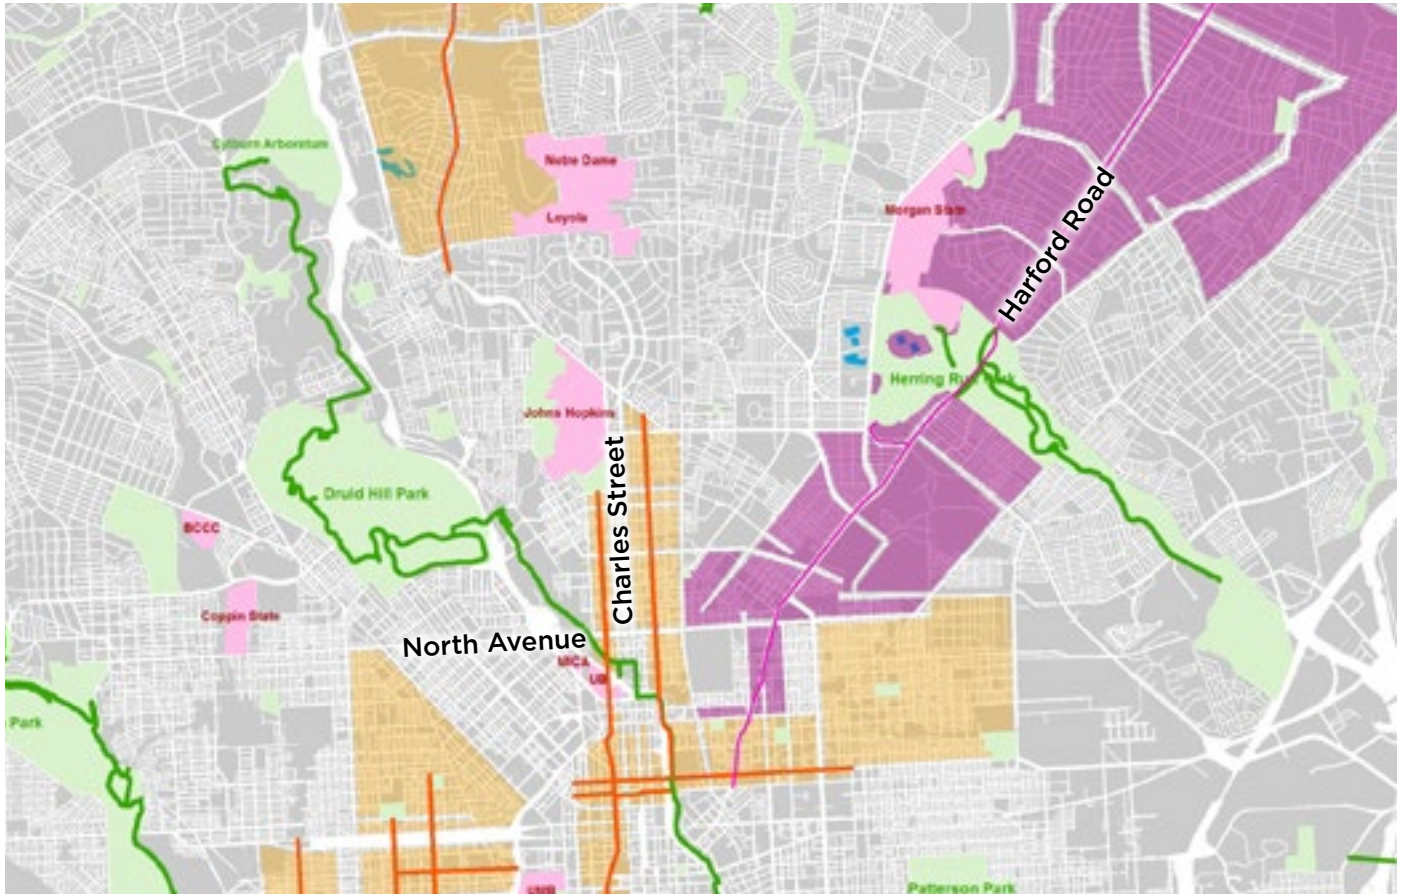 Cylburn Arboretum
Notre Dame
Loyola
Morgan State
Harford Road
Herring Run Park
Johns Hopkins
Charles Street
Druid Hill Park
BCCC
Coppin State
North Avenue
MICA
UB
Park
UMB
Patterson Park